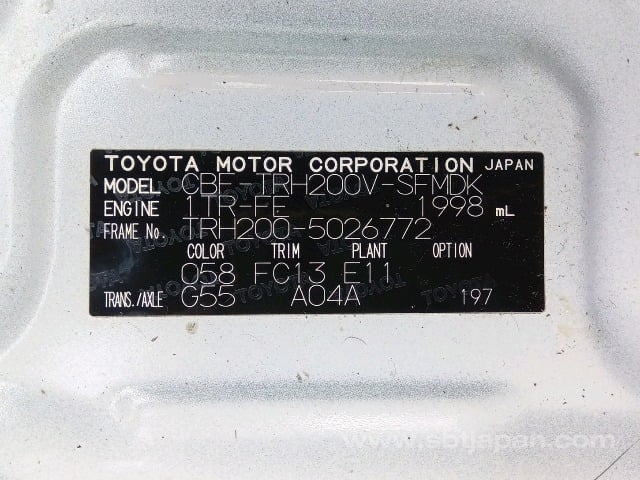 TOYOTA MOTOR CORPORATION JAPAN
MODEL CBF-TRH200V-SFMDK
ENGINE 1TR-FE 1998 mL
FRAME No. TRH200-5026772
COLOR TRIM PLANT OPTION
058 FC13 E11
TRANS./AXLE G55 A04A 197
www.sbtjapan.com